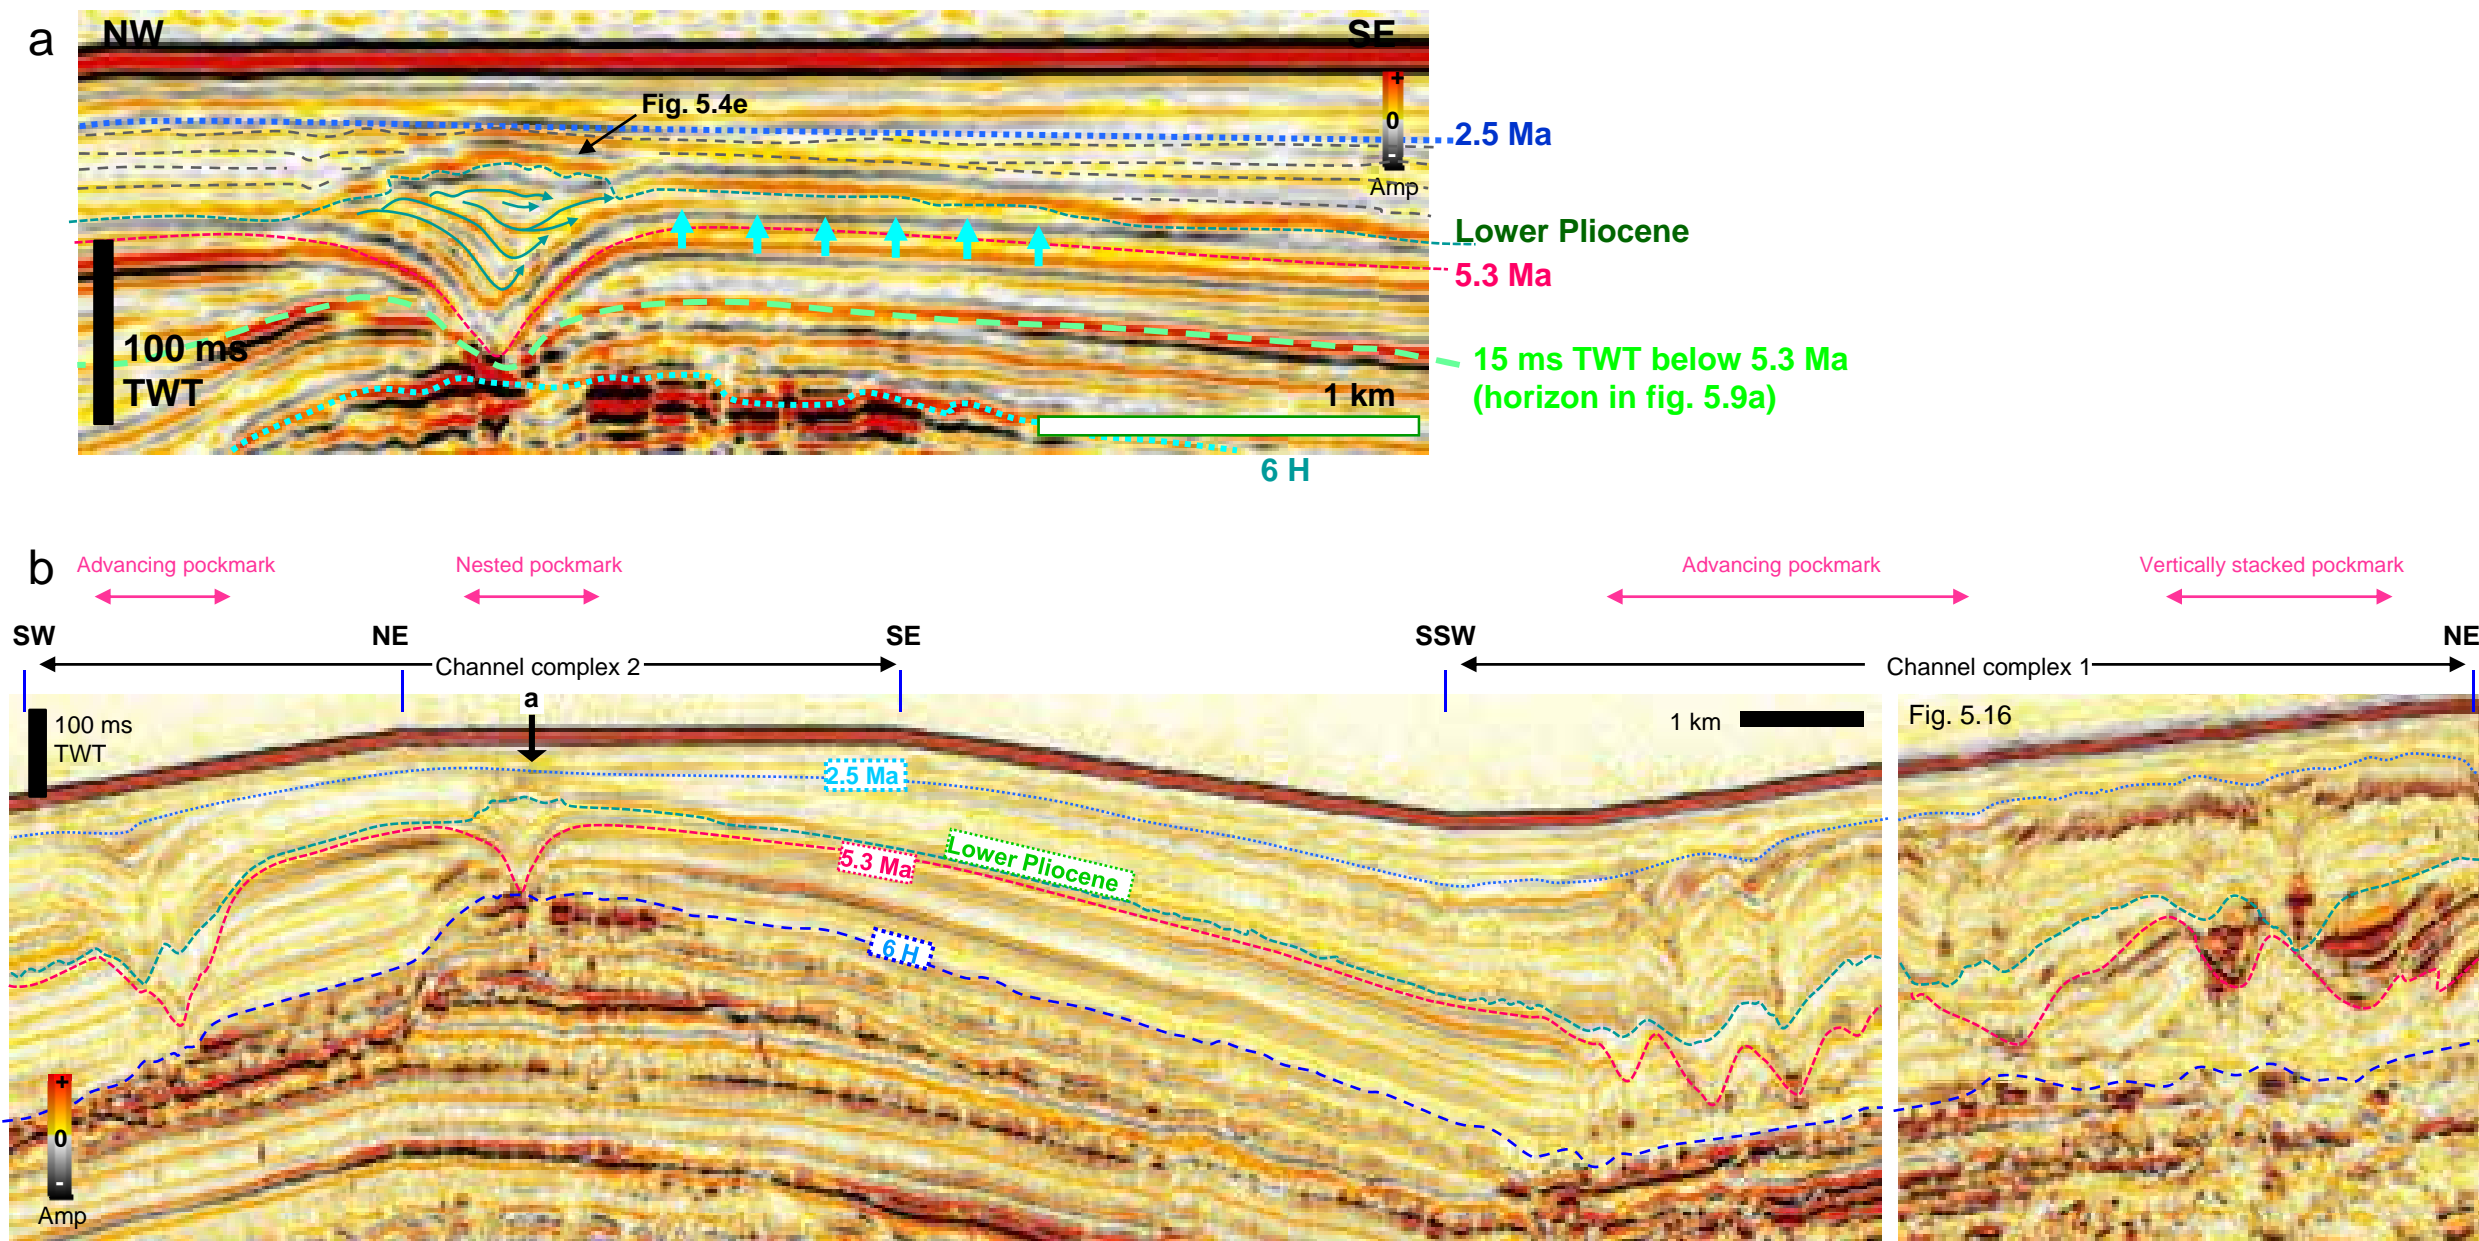 a
NW
SE
Fig. 5.4e
+
0
-
Amp
2.5 Ma
Lower Pliocene
5.3 Ma
100 ms
TWT
15 ms TWT below 5.3 Ma
(horizon in fig. 5.9a)
1 km
6 H
b
Advancing pockmark
Nested pockmark
Advancing pockmark
Vertically stacked pockmark
SW
NE
SE
SSW
NE
Channel complex 2
Channel complex 1
a
100 ms
TWT
1 km
Fig. 5.16
2.5 Ma
Lower Pliocene
5.3 Ma
6 H
+
0
-
Amp